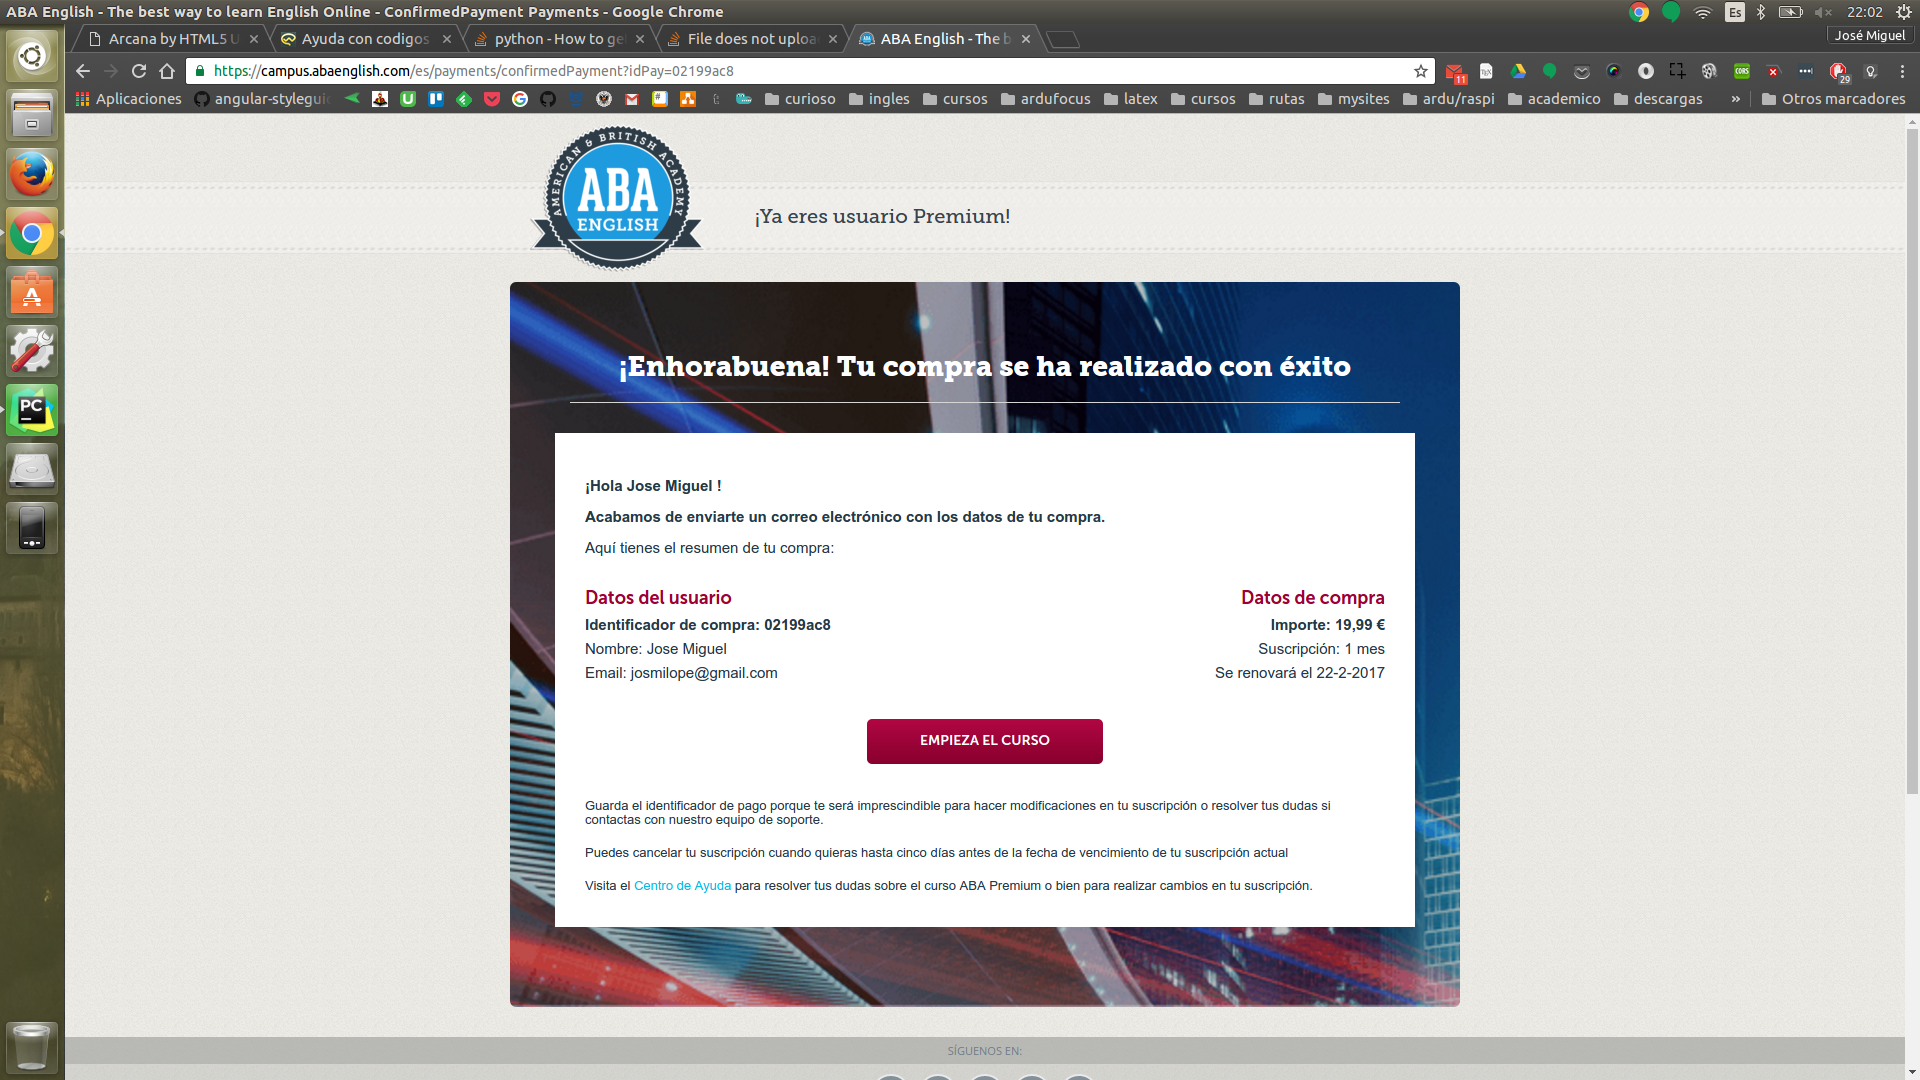 ABA English - The best way to learn English Online - ConfirmedPayment Payments - Google Chrome
Es
22:02
Arcana by HTML5 U
Ayuda con codigos
python - How to ge
File does not uploa
ABA English - The b
José Miguel
https://campus.abaenglish.com/es/payments/confirmedPayment?idPay=02199ac8
11
CORS
29
Aplicaciones
angular-styleguid
curioso
ingles
cursos
ardufocus
latex
cursos
rutas
mysites
ardu/raspi
academico
descargas
»
Otros marcadores
AMERICAN & BRITISH ACADEMY
ABA
ENGLISH
¡Ya eres usuario Premium!
¡Enhorabuena! Tu compra se ha realizado con éxito
¡Hola Jose Miguel !
Acabamos de enviarte un correo electrónico con los datos de tu compra.
Aquí tienes el resumen de tu compra:
Datos del usuario
Identificador de compra: 02199ac8
Nombre: Jose Miguel
Email: josmilope@gmail.com
Datos de compra
Importe: 19,99 €
Suscripción: 1 mes
Se renovará el 22-2-2017
EMPIEZA EL CURSO
Guarda el identificador de pago porque te será imprescindible para hacer modificaciones en tu suscripción o resolver tus dudas si
contactas con nuestro equipo de soporte.
Puedes cancelar tu suscripción cuando quieras hasta cinco días antes de la fecha de vencimiento de tu suscripción actual
Visita el Centro de Ayuda para resolver tus dudas sobre el curso ABA Premium o bien para realizar cambios en tu suscripción.
SÍGUENOS EN:
PC